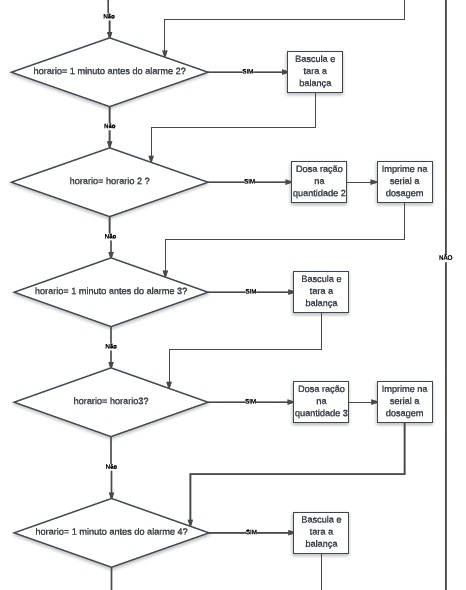 Não
horario= 1 minuto antes do alarme 2?
SIM
Bascula e
tara a
balança
Não
horario= horario 2 ?
SIM
Dosa ração
na
quantidade 2
Imprime na
serial a
dosagem
Não
NÃO
horario= 1 minuto antes do alarme 3?
SIM
Bascula e
tara a
balança
Não
horario= horario3?
SIM
Dosa ração
na
quantidade 3
Imprime na
serial a
dosagem
Não
horario= 1 minuto antes do alarme 4?
SIM
Bascula e
tara a
balança